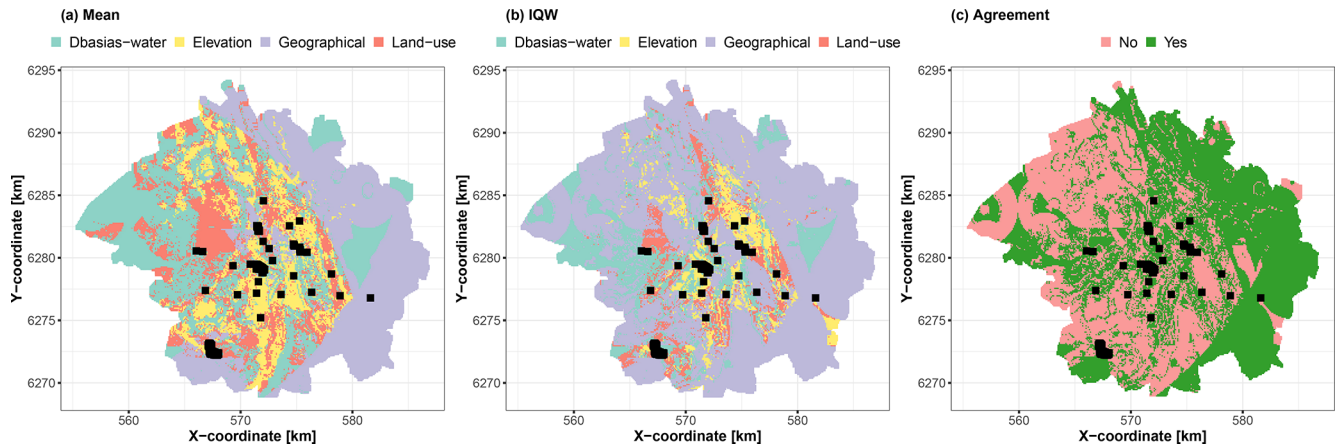 (a) Mean
Dbasias−water Elevation Geographical Land−use
6295
6290
6285
6280
6275
6270
Y−coordinate [km]
560 570 580
X−coordinate [km]
(b) IQW
Dbasias−water Elevation Geographical Land−use
6295
6290
6285
6280
6275
6270
Y−coordinate [km]
560 570 580
X−coordinate [km]
(c) Agreement
No Yes
6295
6290
6285
6280
6275
6270
Y−coordinate [km]
560 570 580
X−coordinate [km]